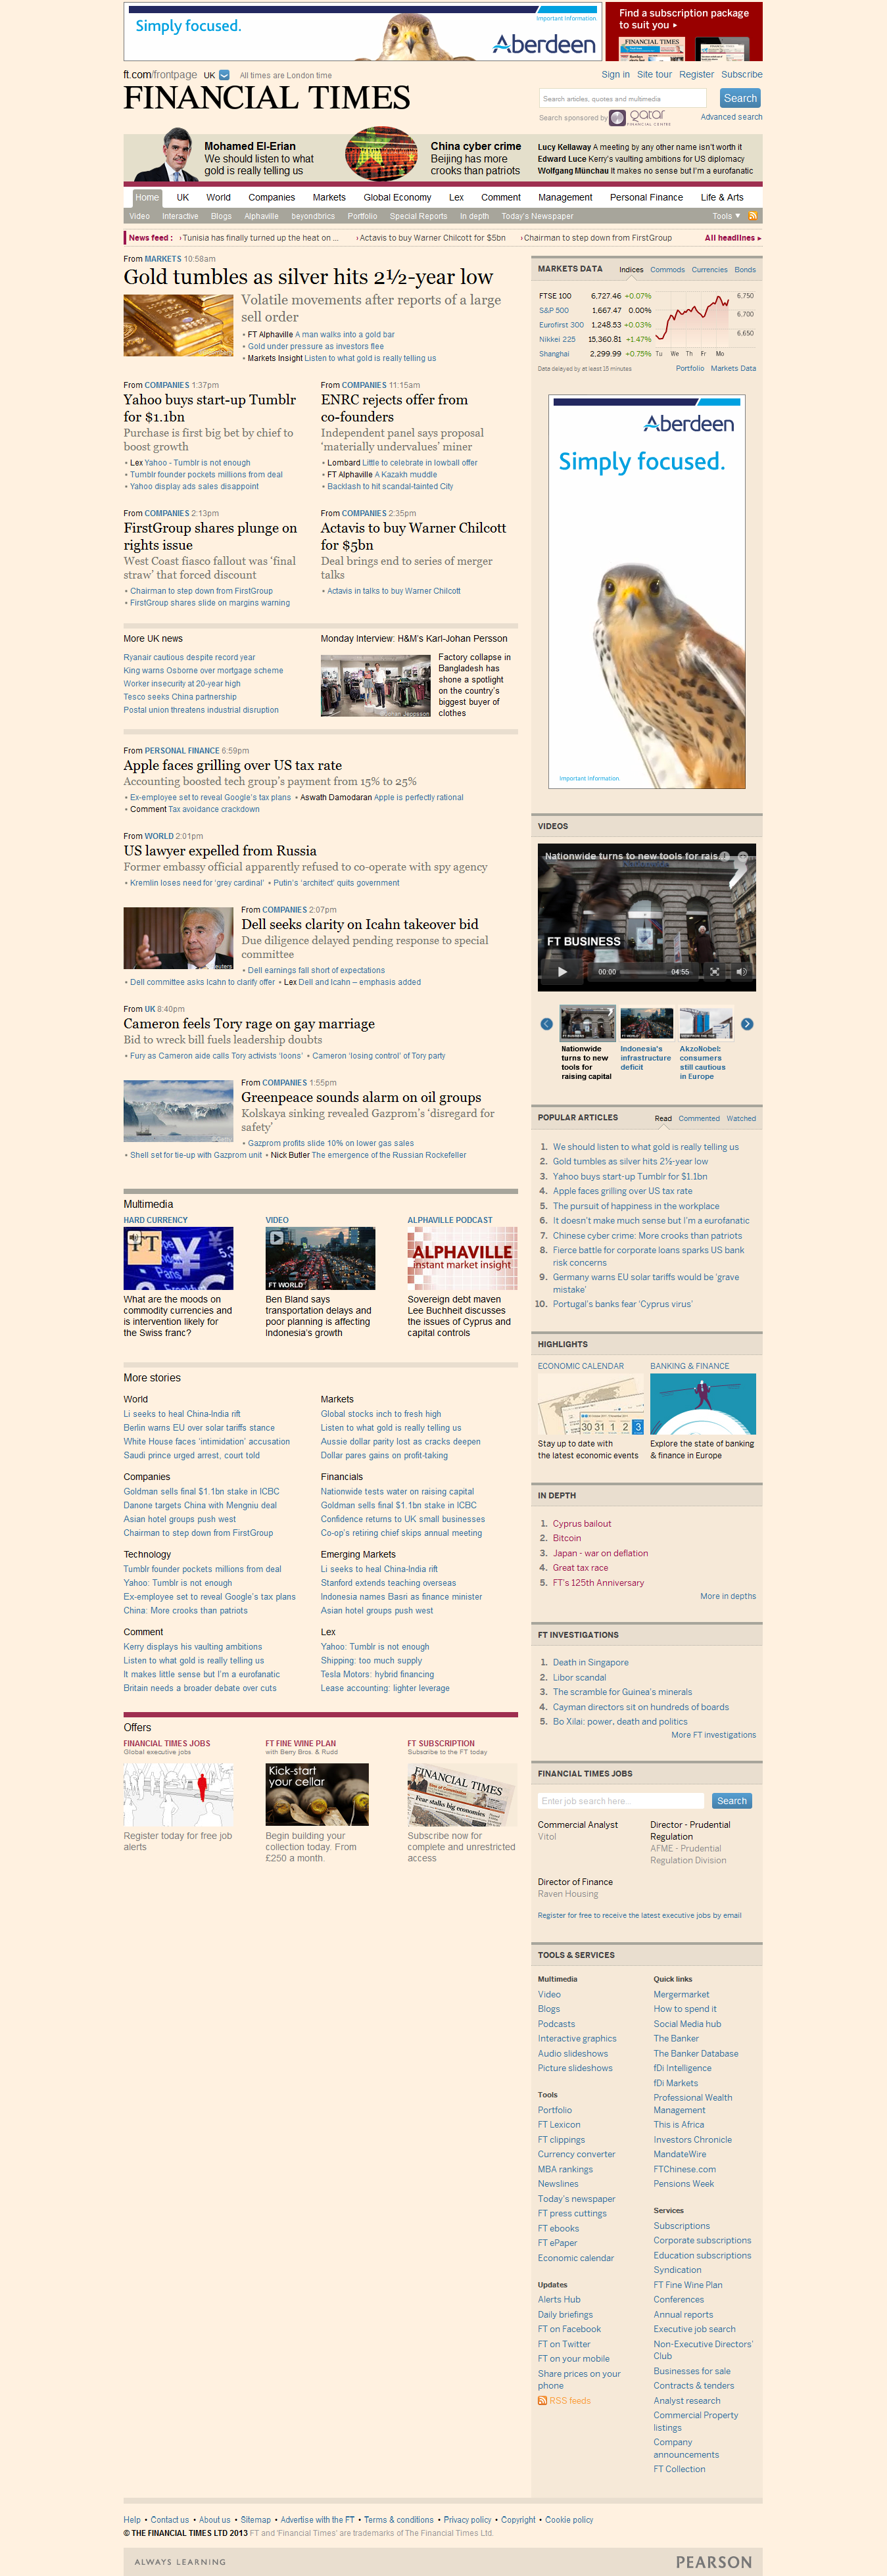 Simply focused.
Important Information.
Aberdeen
Find a subscription package
to suit you
FINANCIAL TIMES
ft.com/frontpage UK All times are London time
Sign in Site tour Register Subscribe
FINANCIAL TIMES
Search articles, quotes and multimedia Search
Search sponsored by Qatar FINANCIAL CENTRE Advanced search
Mohamed El-Erian
We should listen to what
gold is really telling us
China cyber crime
Beijing has more
crooks than patriots
Lucy Kellaway A meeting by any other name isn't worth it
Edward Luce Kerry's vaulting ambitions for US diplomacy
Wolfgang Münchau It makes no sense but I'm a eurofanatic
Home UK World Companies Markets Global Economy Lex Comment Management Personal Finance Life & Arts
Video Interactive Blogs Alphaville beyondbrics Portfolio Special Reports In depth Today's Newspaper Tools
News feed : › Tunisia has finally turned up the heat on ... › Actavis to buy Warner Chilcott for $5bn › Chairman to step down from FirstGroup All headlines
From MARKETS 10:58am
Gold tumbles as silver hits 2½-year low
Volatile movements after reports of a large
sell order
• FT Alphaville A man walks into a gold bar
• Gold under pressure as investors flee
• Markets Insight Listen to what gold is really telling us
From COMPANIES 1:37pm
Yahoo buys start-up Tumblr
for $1.1bn
Purchase is first big bet by chief to
boost growth
• Lex Yahoo - Tumblr is not enough
• Tumblr founder pockets millions from deal
• Yahoo display ads sales disappoint
From COMPANIES 11:15am
ENRC rejects offer from
co-founders
Independent panel says proposal
'materially undervalues' miner
• Lombard Little to celebrate in lowball offer
• FT Alphaville A Kazakh muddle
• Backlash to hit scandal-tainted City
From COMPANIES 2:13pm
FirstGroup shares plunge on
rights issue
West Coast fiasco fallout was 'final
straw' that forced discount
• Chairman to step down from FirstGroup
• FirstGroup shares slide on margins warning
From COMPANIES 2:35pm
Actavis to buy Warner Chilcott
for $5bn
Deal brings end to series of merger
talks
• Actavis in talks to buy Warner Chilcott
More UK news
Ryanair cautious despite record year
King warns Osborne over mortgage scheme
Worker insecurity at 20-year high
Tesco seeks China partnership
Postal union threatens industrial disruption
Monday Interview: H&M's Karl-Johan Persson
Factory collapse in
Bangladesh has
shone a spotlight
on the country's
biggest buyer of
clothes
From PERSONAL FINANCE 6:59pm
Apple faces grilling over US tax rate
Accounting boosted tech group's payment from 15% to 25%
• Ex-employee set to reveal Google's tax plans • Aswath Damodaran Apple is perfectly rational
• Comment Tax avoidance crackdown
From WORLD 2:01pm
US lawyer expelled from Russia
Former embassy official apparently refused to co-operate with spy agency
• Kremlin loses need for 'grey cardinal' • Putin's 'architect' quits government
From COMPANIES 2:07pm
Dell seeks clarity on Icahn takeover bid
Due diligence delayed pending response to special
committee
• Dell earnings fall short of expectations
• Dell committee asks Icahn to clarify offer • Lex Dell and Icahn – emphasis added
From UK 8:40pm
Cameron feels Tory rage on gay marriage
Bid to wreck bill fuels leadership doubts
• Fury as Cameron aide calls Tory activists 'loons' • Cameron 'losing control' of Tory party
From COMPANIES 1:55pm
Greenpeace sounds alarm on oil groups
Kolskaya sinking revealed Gazprom's 'disregard for
safety'
• Gazprom profits slide 10% on lower gas sales
• Shell set for tie-up with Gazprom unit • Nick Butler The emergence of the Russian Rockefeller
Multimedia
HARD CURRENCY
FT
What are the moods on
commodity currencies and
is intervention likely for
the Swiss franc?
VIDEO
FT WORLD
Ben Bland says
transportation delays and
poor planning is affecting
Indonesia's growth
ALPHAVILLE PODCAST
ALPHAVILLE
instant market insight
Sovereign debt maven
Lee Buchheit discusses
the issues of Cyprus and
capital controls
More stories
World
Li seeks to heal China-India rift
Berlin warns EU over solar tariffs stance
White House faces 'intimidation' accusation
Saudi prince urged arrest, court told
Markets
Global stocks inch to fresh high
Listen to what gold is really telling us
Aussie dollar parity lost as cracks deepen
Dollar pares gains on profit-taking
Companies
Goldman sells final $1.1bn stake in ICBC
Danone targets China with Mengniu deal
Asian hotel groups push west
Chairman to step down from FirstGroup
Financials
Nationwide tests water on raising capital
Goldman sells final $1.1bn stake in ICBC
Confidence returns to UK small businesses
Co-op's retiring chief skips annual meeting
Technology
Tumblr founder pockets millions from deal
Yahoo: Tumblr is not enough
Ex-employee set to reveal Google's tax plans
China: More crooks than patriots
Emerging Markets
Li seeks to heal China-India rift
Stanford extends teaching overseas
Indonesia names Basri as finance minister
Asian hotel groups push west
Comment
Kerry displays his vaulting ambitions
Listen to what gold is really telling us
It makes little sense but I'm a eurofanatic
Britain needs a broader debate over cuts
Lex
Yahoo: Tumblr is not enough
Shipping: too much supply
Tesla Motors: hybrid financing
Lease accounting: lighter leverage
Offers
FINANCIAL TIMES JOBS
Global executive jobs
Register today for free job
alerts
FT FINE WINE PLAN
with Berry Bros. & Rudd
Kick-start
your cellar
Begin building your
collection today. From
£250 a month.
FT SUBSCRIPTION
Subscribe to the FT today
FINANCIAL TIMES
Fear stalks big economies
Subscribe now for
complete and unrestricted
access
MARKETS DATA Indices Commods Currencies Bonds
FTSE 100 6,727.46 +0.07%
S&P 500 1,667.47 0.00%
Eurofirst 300 1,248.53 +0.03%
Nikkei 225 15,360.81 +1.47%
Shanghai 2,299.99 +0.75%
6,750
6,700
6,650
Tu We Th Fr Mo
Data delayed by at least 15 minutes Portfolio Markets Data
Aberdeen
Simply focused.
Important Information.
VIDEOS
Nationwide turns to new tools for rais...
FT BUSINESS
00:00 04:55
Nationwide
turns to new
tools for
raising capital
Indonesia's
infrastructure
deficit
AkzoNobel:
consumers
still cautious
in Europe
POPULAR ARTICLES Read Commented Watched
1. We should listen to what gold is really telling us
2. Gold tumbles as silver hits 2½-year low
3. Yahoo buys start-up Tumblr for $1.1bn
4. Apple faces grilling over US tax rate
5. The pursuit of happiness in the workplace
6. It doesn't make much sense but I'm a eurofanatic
7. Chinese cyber crime: More crooks than patriots
8. Fierce battle for corporate loans sparks US bank
risk concerns
9. Germany warns EU solar tariffs would be 'grave
mistake'
10. Portugal's banks fear 'Cyprus virus'
HIGHLIGHTS
ECONOMIC CALENDAR
30 31 1 2 3
Stay up to date with
the latest economic events
BANKING & FINANCE
Explore the state of banking
& finance in Europe
IN DEPTH
1. Cyprus bailout
2. Bitcoin
3. Japan - war on deflation
4. Great tax race
5. FT's 125th Anniversary
More in depths
FT INVESTIGATIONS
1. Death in Singapore
2. Libor scandal
3. The scramble for Guinea's minerals
4. Cayman directors sit on hundreds of boards
5. Bo Xilai: power, death and politics
More FT investigations
FINANCIAL TIMES JOBS
Enter job search here... Search
Commercial Analyst
Vitol
Director - Prudential
Regulation
AFME - Prudential
Regulation Division
Director of Finance
Raven Housing
Register for free to receive the latest executive jobs by email
TOOLS & SERVICES
Multimedia
Video
Blogs
Podcasts
Interactive graphics
Audio slideshows
Picture slideshows
Tools
Portfolio
FT Lexicon
FT clippings
Currency converter
MBA rankings
Newslines
Today's newspaper
FT press cuttings
FT ebooks
FT ePaper
Economic calendar
Updates
Alerts Hub
Daily briefings
FT on Facebook
FT on Twitter
FT on your mobile
Share prices on your
phone
RSS feeds
Quick links
Mergermarket
How to spend it
Social Media hub
The Banker
The Banker Database
fDi Intelligence
fDi Markets
Professional Wealth
Management
This is Africa
Investors Chronicle
MandateWire
FTChinese.com
Pensions Week
Services
Subscriptions
Corporate subscriptions
Education subscriptions
Syndication
FT Fine Wine Plan
Conferences
Annual reports
Executive job search
Non-Executive Directors'
Club
Businesses for sale
Contracts & tenders
Analyst research
Commercial Property
listings
Company
announcements
FT Collection
Help • Contact us • About us • Sitemap • Advertise with the FT • Terms & conditions • Privacy policy • Copyright • Cookie policy
© THE FINANCIAL TIMES LTD 2013 FT and 'Financial Times' are trademarks of The Financial Times Ltd.
ALWAYS LEARNING PEARSON